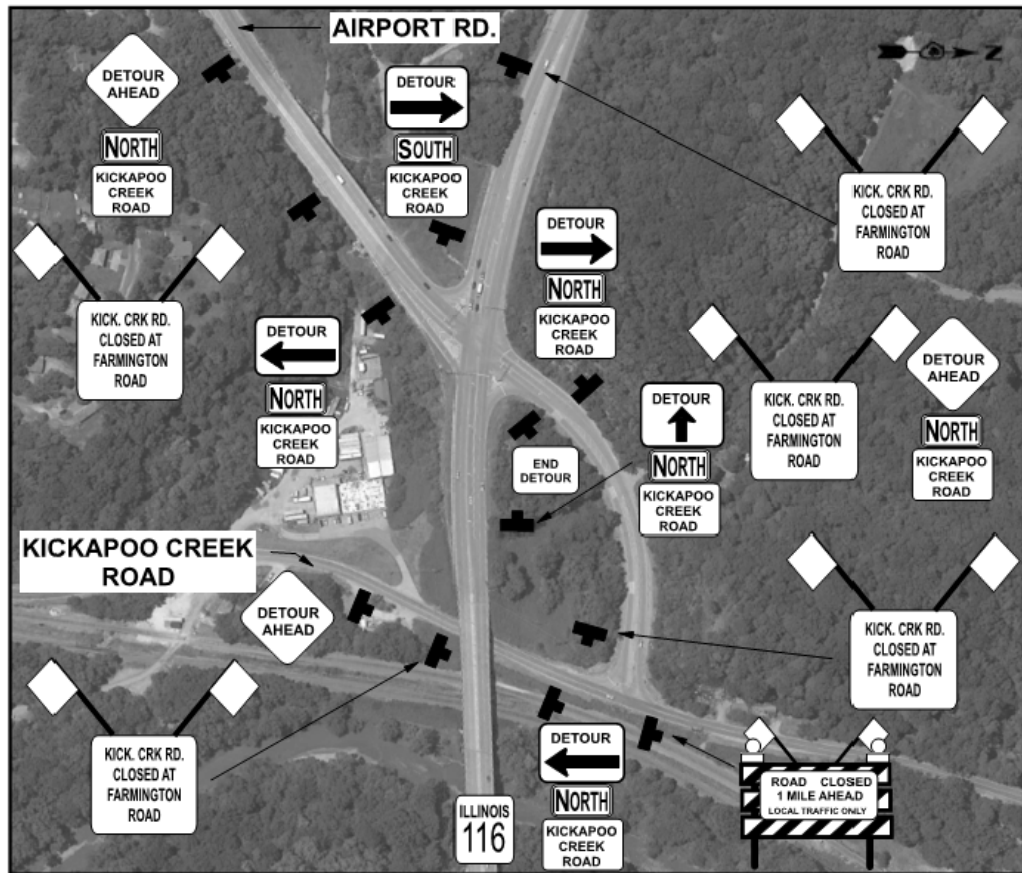 AIRPORT RD.
N
DETOUR
AHEAD
NORTH
KICKAPOO
CREEK
ROAD
DETOUR
SOUTH
KICKAPOO
CREEK
ROAD
KICK. CRK RD.
CLOSED AT
FARMINGTON
ROAD
DETOUR
NORTH
KICKAPOO
CREEK
ROAD
KICK. CRK RD.
CLOSED AT
FARMINGTON
ROAD
DETOUR
NORTH
KICKAPOO
CREEK
ROAD
DETOUR
NORTH
KICKAPOO
CREEK
ROAD
KICK. CRK RD.
CLOSED AT
FARMINGTON
ROAD
DETOUR
AHEAD
NORTH
KICKAPOO
CREEK
ROAD
END
DETOUR
KICKAPOO CREEK
ROAD
DETOUR
AHEAD
KICK. CRK RD.
CLOSED AT
FARMINGTON
ROAD
KICK. CRK RD.
CLOSED AT
FARMINGTON
ROAD
ILLINOIS
116
DETOUR
NORTH
KICKAPOO
CREEK
ROAD
ROAD CLOSED
1 MILE AHEAD
LOCAL TRAFFIC ONLY